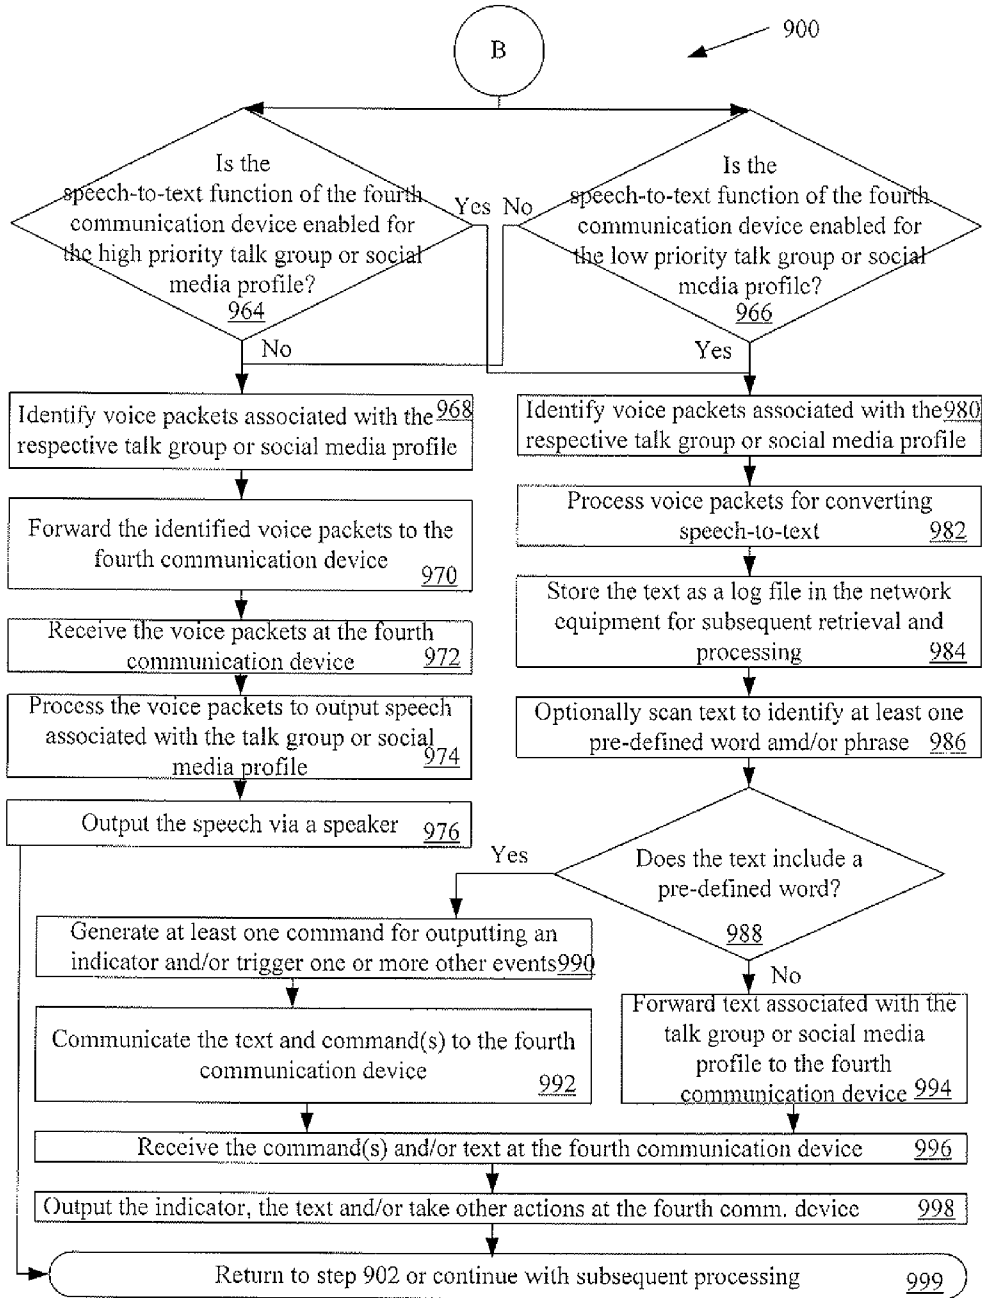 B
900
Is the
speech-to-text function of the fourth
communication device enabled for
the high priority talk group or social
media profile?
964
Yes
No
Is the
speech-to-text function of the fourth
communication device enabled for
the low priority talk group or social
media profile?
966
No
Yes
Identify voice packets associated with the 968
respective talk group or social media profile
Forward the identified voice packets to the
fourth communication device
970
Receive the voice packets at the fourth
communication device 972
Process the voice packets to output speech
associated with the talk group or social
media profile 974
Output the speech via a speaker 976
Identify voice packets associated with the 980
respective talk group or social media profile
Process voice packets for converting
speech-to-text 982
Store the text as a log file in the network
equipment for subsequent retrieval and
processing 984
Optionally scan text to identify at least one
pre-defined word amd/or phrase 986
Does the text include a
pre-defined word?
988
Yes
No
Generate at least one command for outputting an
indicator and/or trigger one or more other events 990
Communicate the text and command(s) to the fourth
communication device 992
Forward text associated with the
talk group or social media
profile to the fourth
communication device 994
Receive the command(s) and/or text at the fourth communication device 996
Output the indicator, the text and/or take other actions at the fourth comm. device 998
Return to step 902 or continue with subsequent processing 999